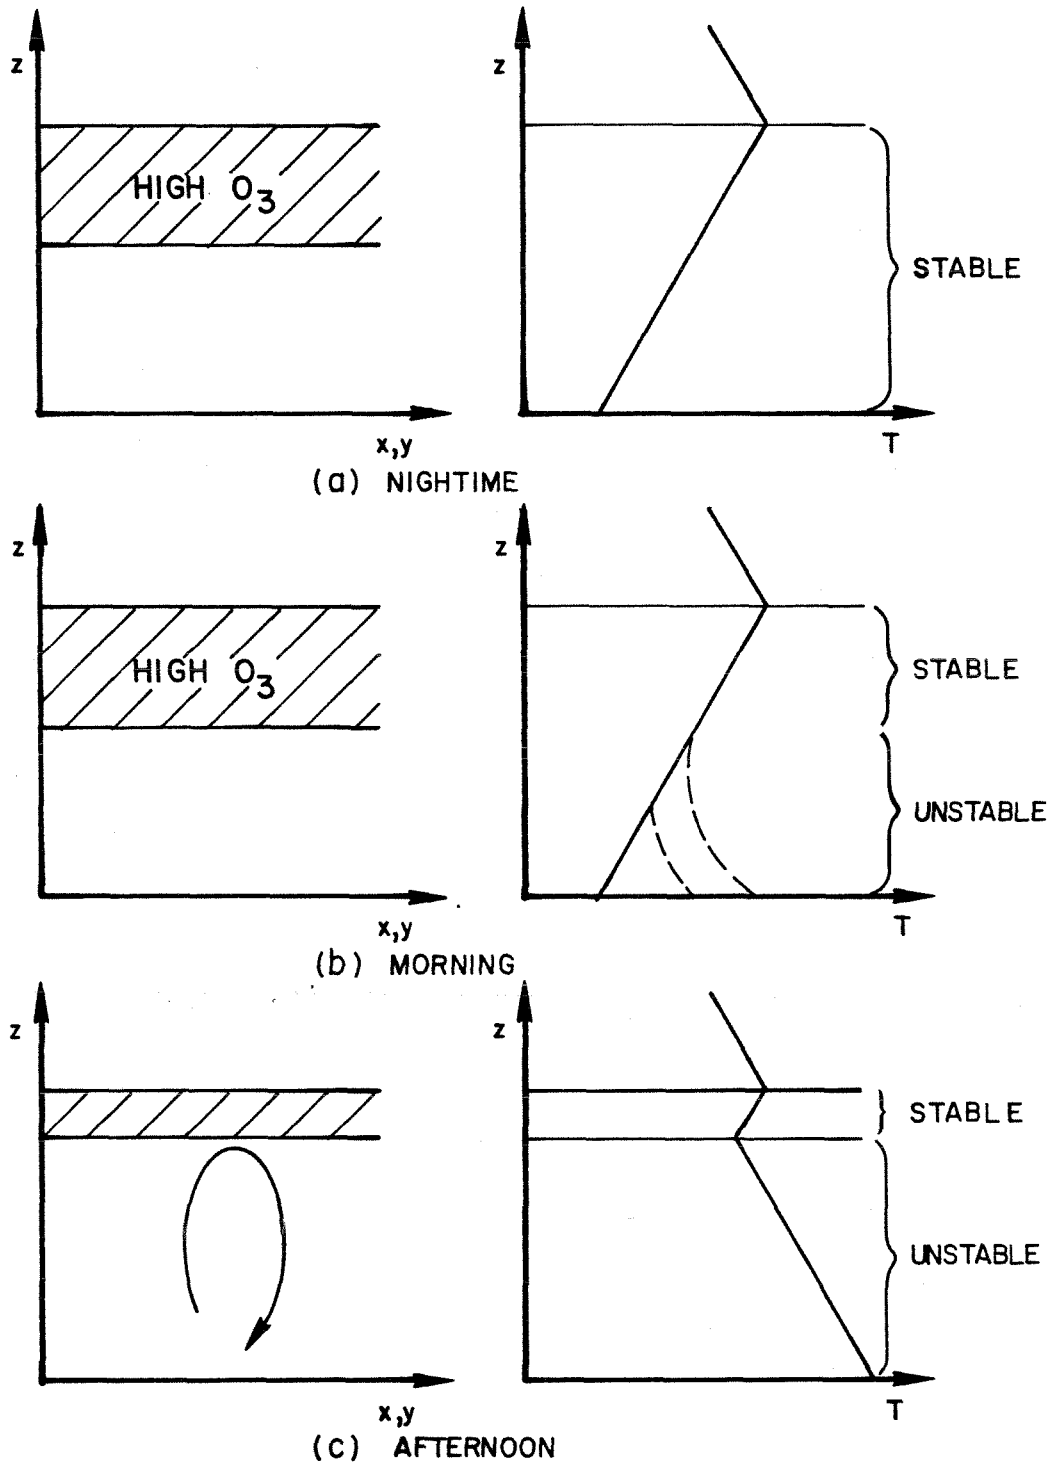 z
HIGH O3
x,y
z
STABLE
T
(a) NIGHTIME
z
HIGH O3
x,y
z
STABLE
UNSTABLE
T
(b) MORNING
z
x,y
z
STABLE
UNSTABLE
T
(c) AFTERNOON